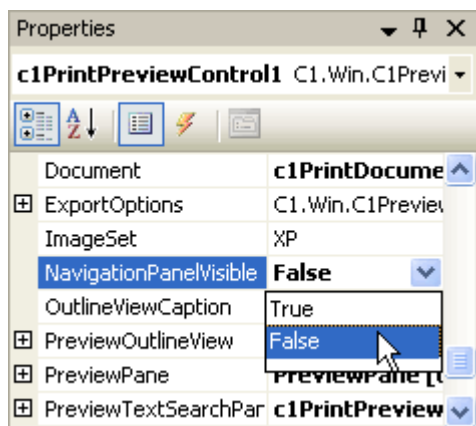 Properties
c1PrintPreviewControl1 C1.Win.C1Previ
A Z
Document c1PrintDocume
ExportOptions C1.Win.C1Preview
ImageSet XP
NavigationPanelVisible False
OutlineViewCaption True
PreviewOutlineView False
PreviewPane PreviewPane [
PreviewTextSearchPar c1PrintPreview